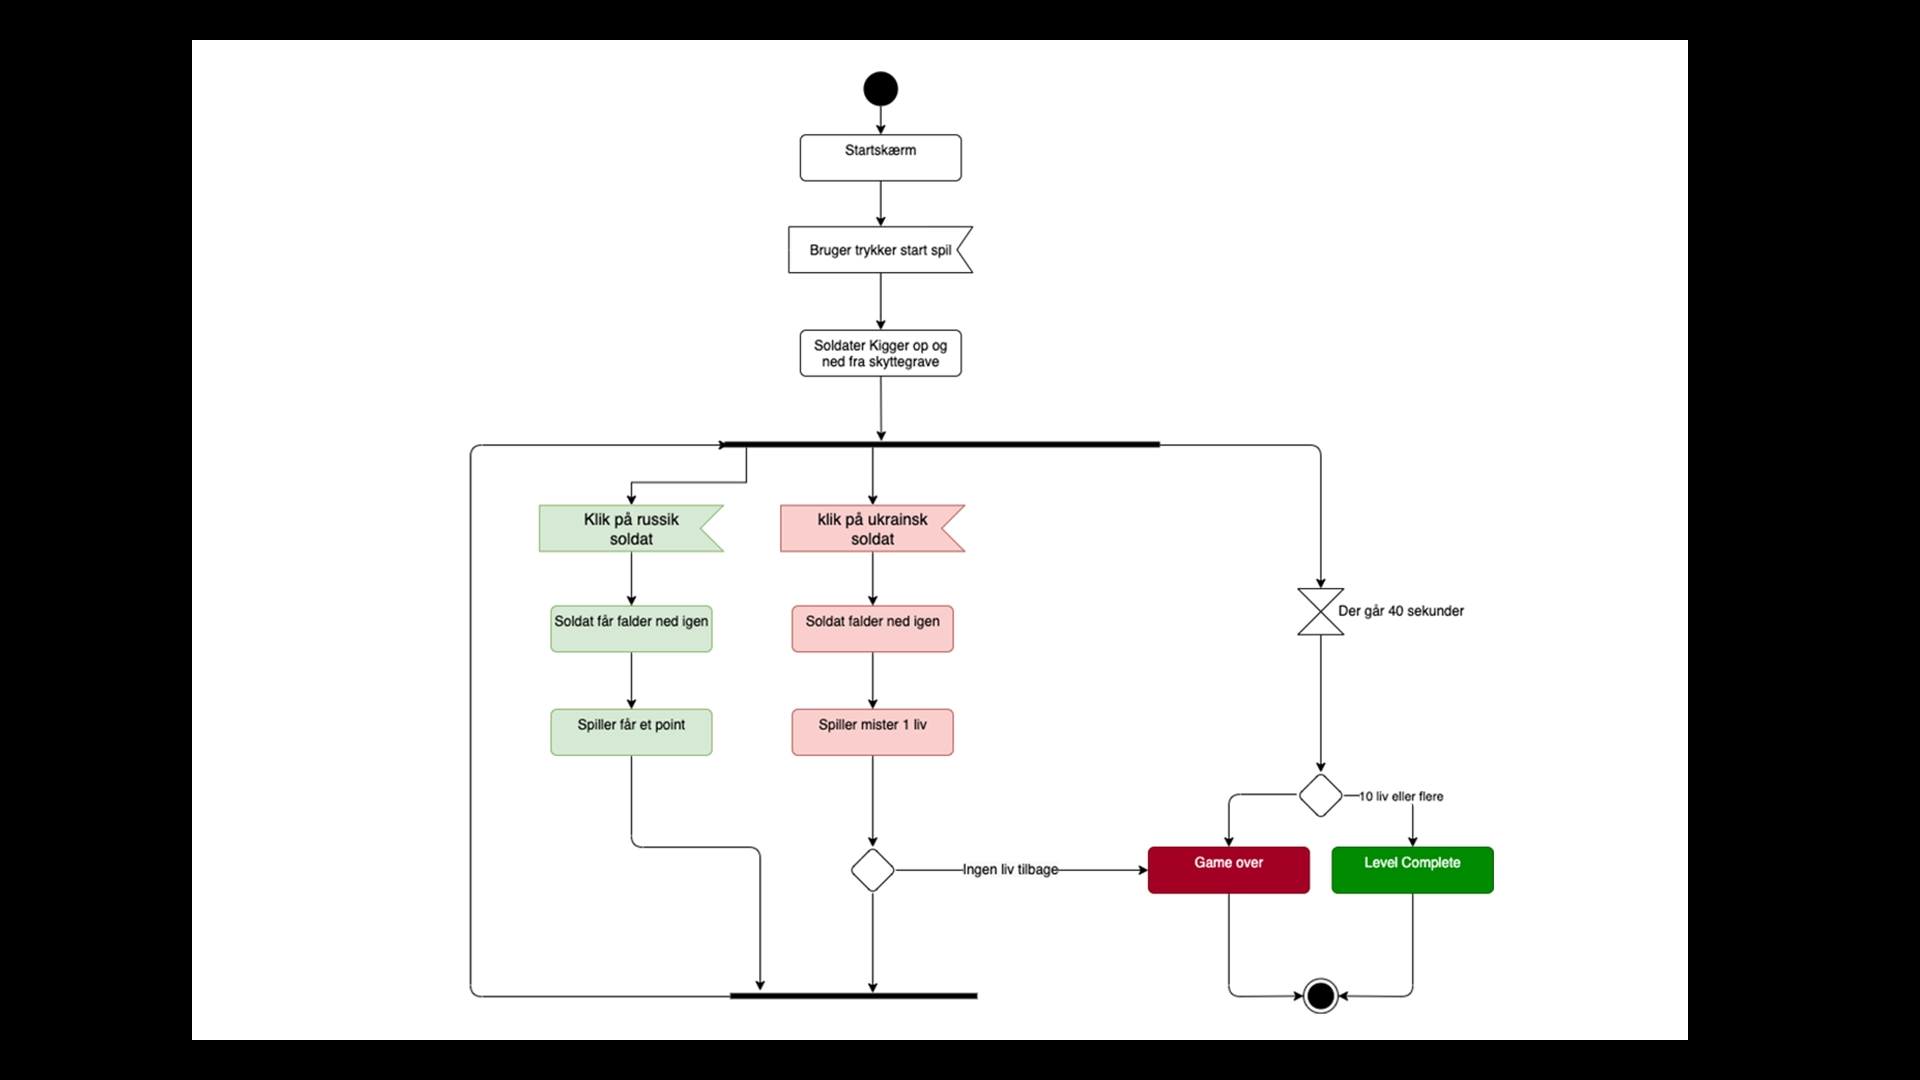 Startskærm
Bruger trykker start spil
Soldater Kigger op og
ned fra skyttegrave
Klik på russik
soldat
klik på ukrainsk
soldat
Soldat får falder ned igen
Soldat falder ned igen
Der går 40 sekunder
Spiller får et point
Spiller mister 1 liv
10 liv eller flere
Ingen liv tilbage
Game over
Level Complete